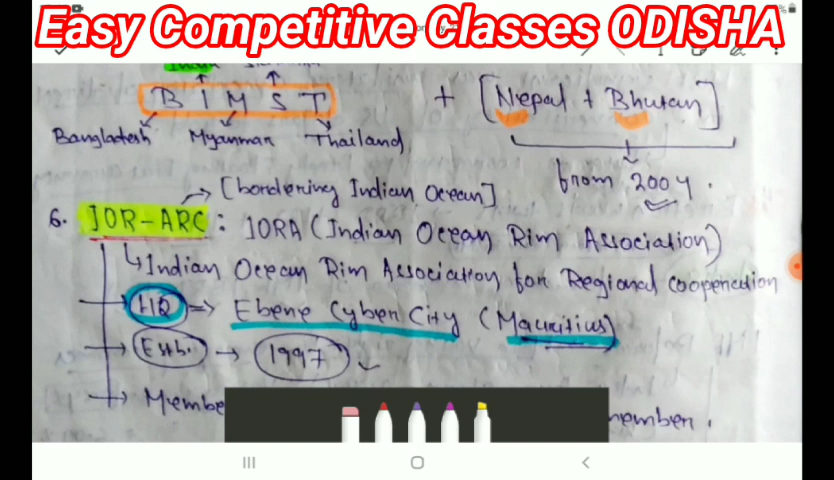 Easy Competitive Classes ODISHA
B I M S T + [Nepal + Bhutan]
Bangladesh Myanmar Thailand
from 2004.
→ [bordering Indian Ocean]
6. IOR-ARC : IORA (Indian Ocean Rim Association)
↳ Indian Ocean Rim Association for Regional Cooperation
→ HQ ⇒ Ebene Cyber City (Mauritius)
→ Estb. → 1997 ✓
→ Membe member.